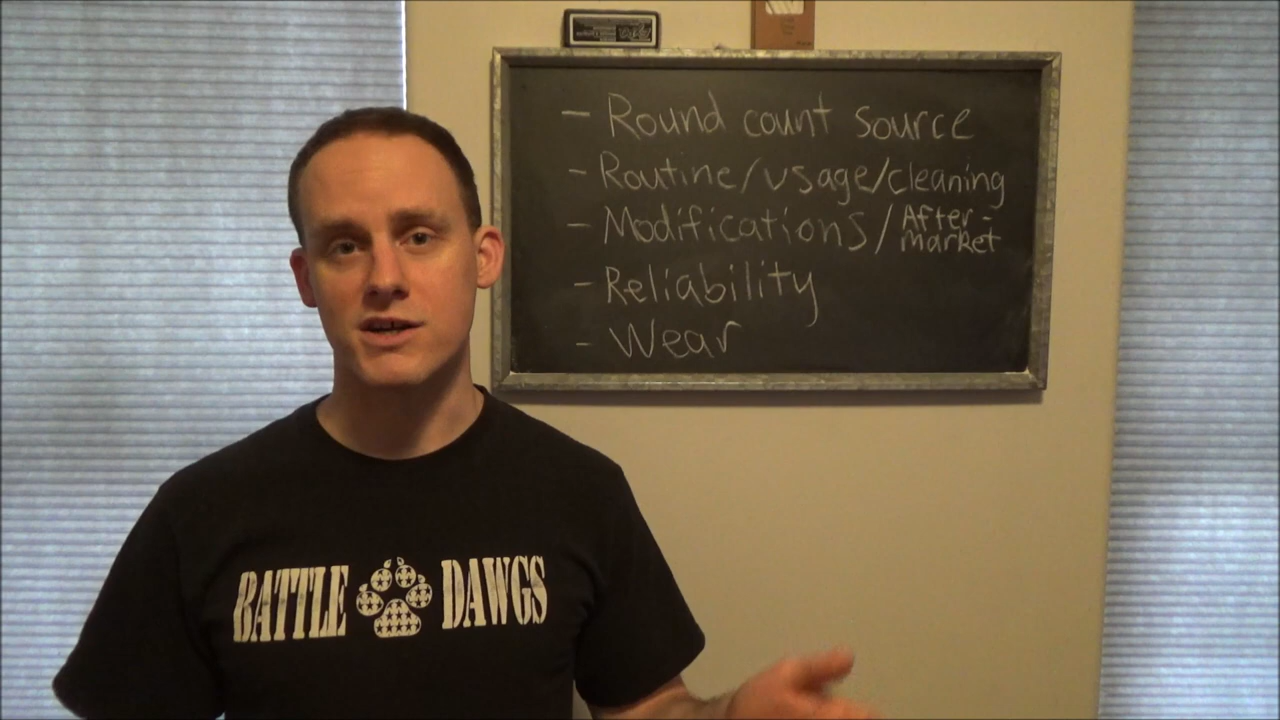 - Round count source
- Routine/usage/cleaning
- Modifications/After-
market
- Reliability
- Wear
BATTLE DAWGS